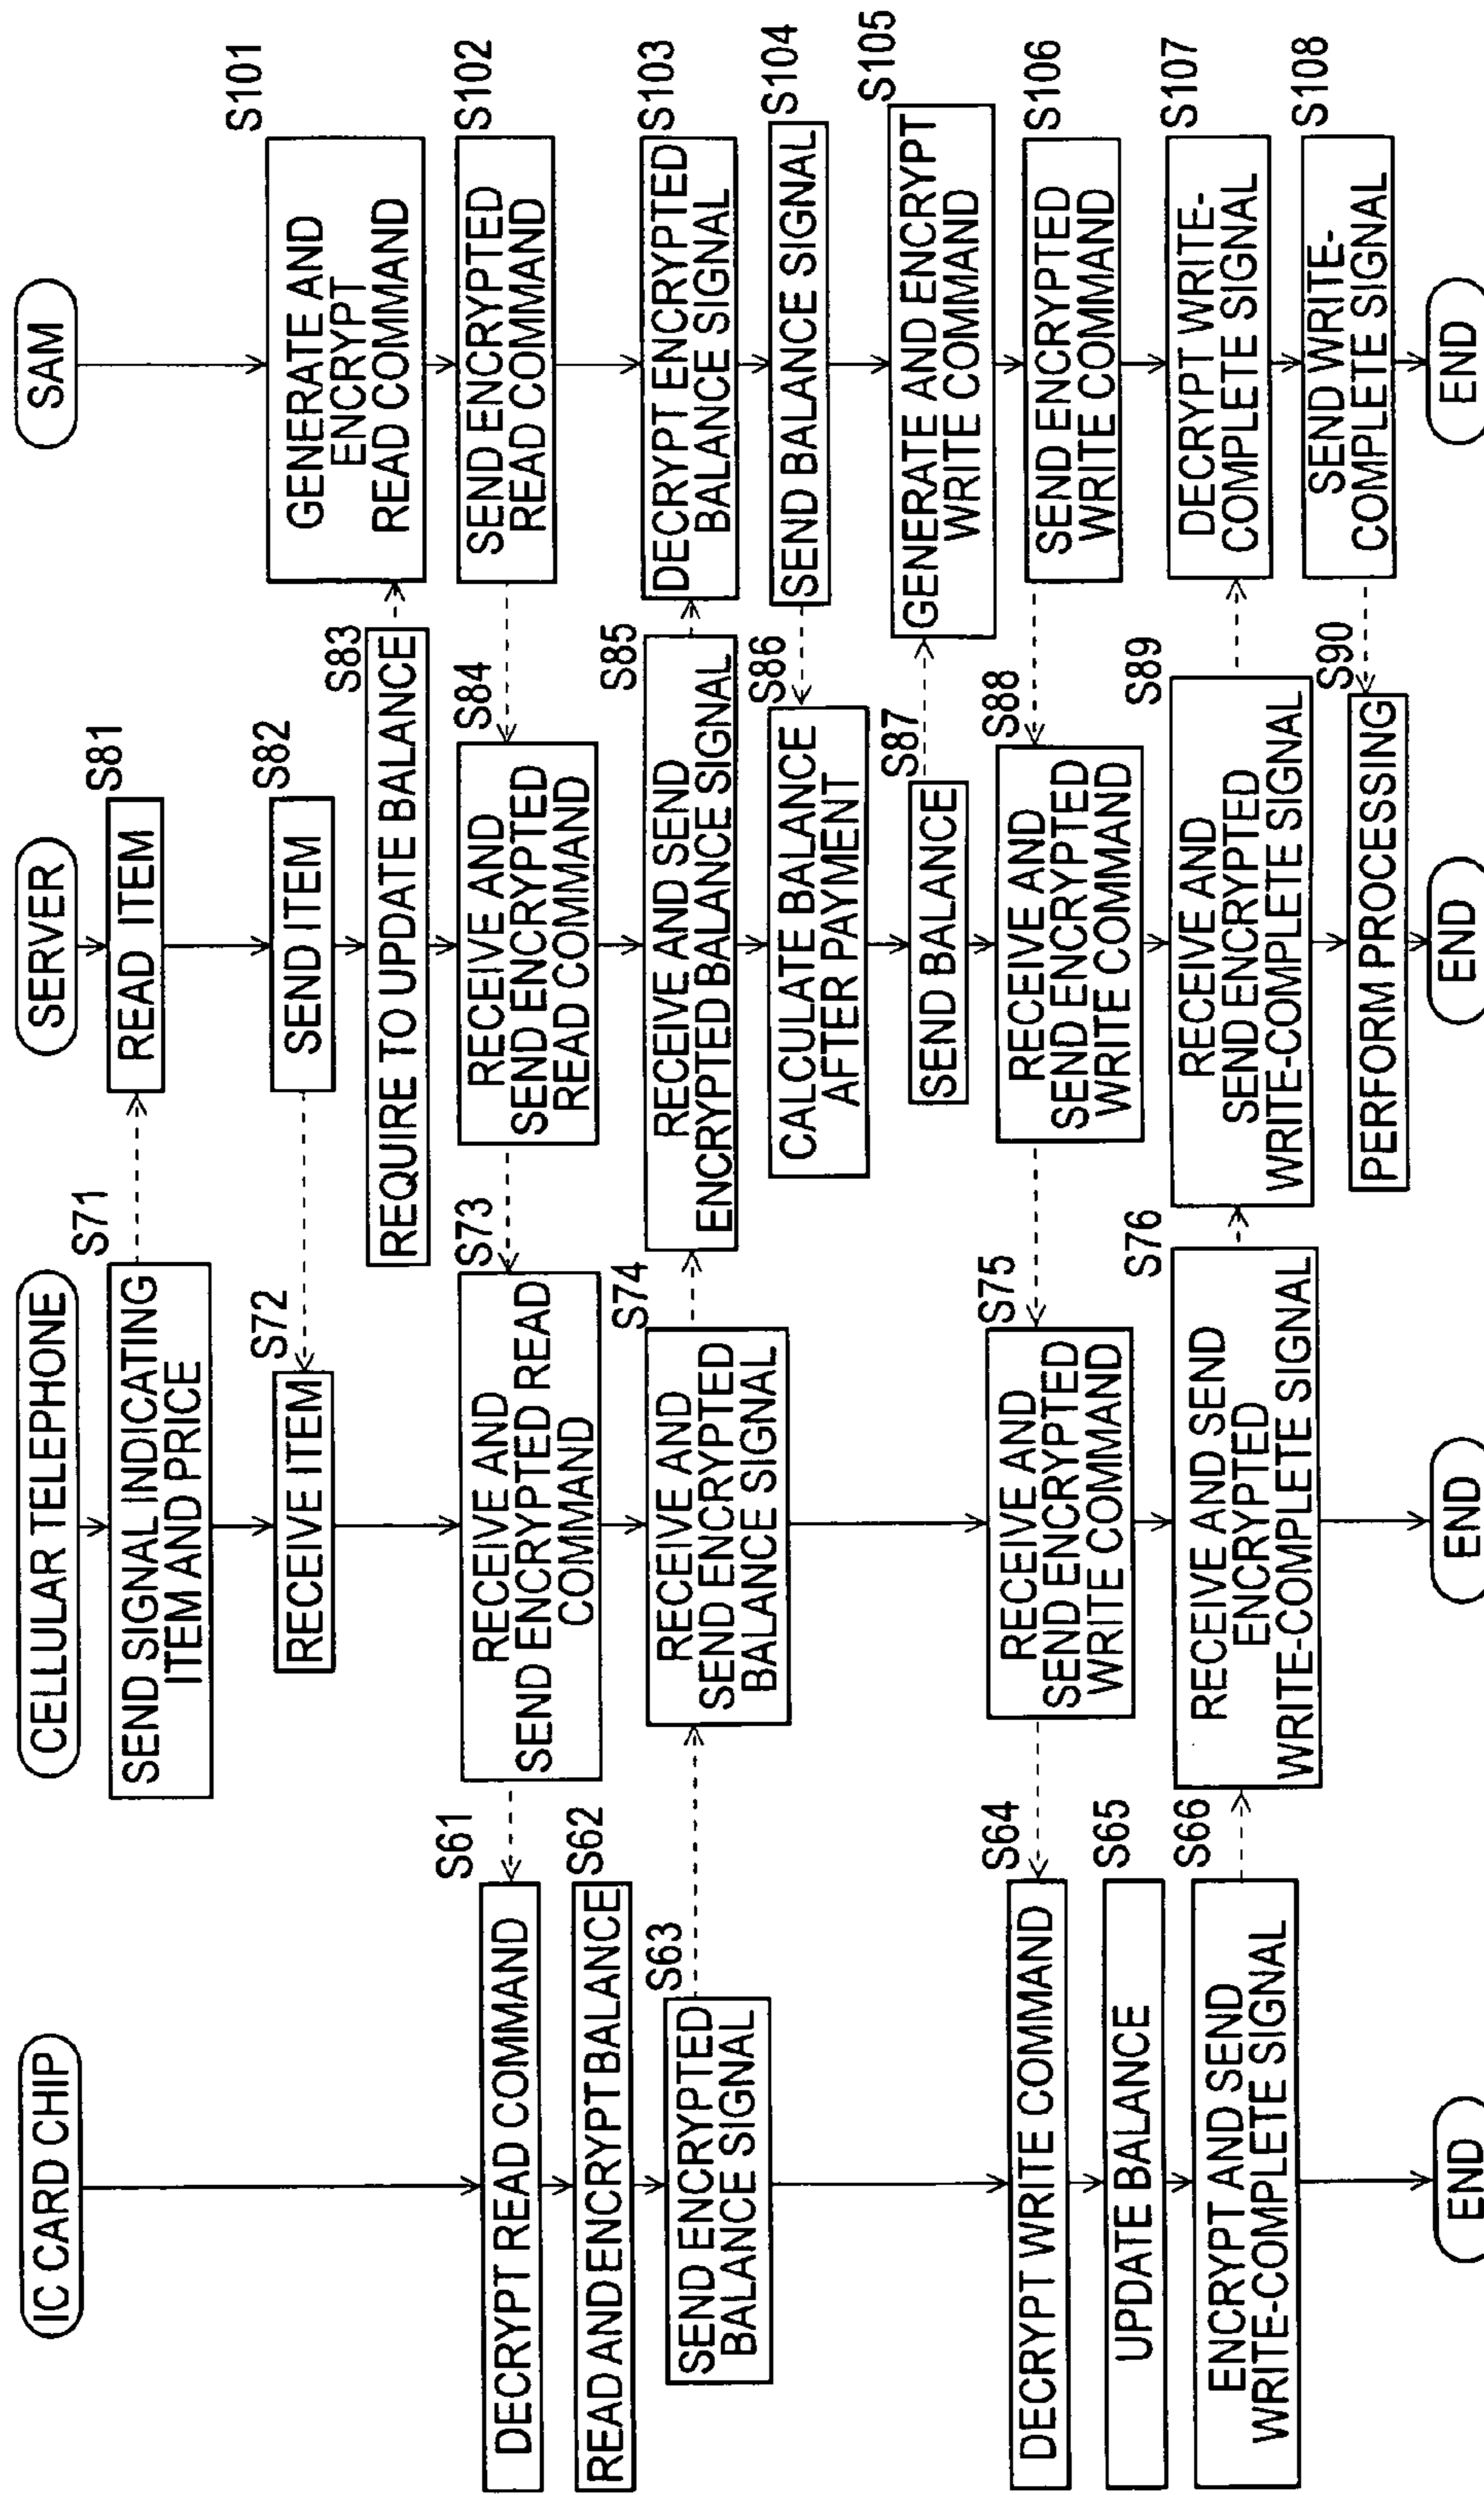 IC CARD CHIP
S61
DECRYPT READ COMMAND
S62
READ AND ENCRYPT BALANCE
S63
SEND ENCRYPTED
BALANCE SIGNAL
S64
DECRYPT WRITE COMMAND
S65
UPDATE BALANCE
S66
ENCRYPT AND SEND
WRITE-COMPLETE SIGNAL
END
CELLULAR TELEPHONE
S71
SEND SIGNAL INDICATING
ITEM AND PRICE
S72
RECEIVE ITEM
S73
RECEIVE AND
SEND ENCRYPTED READ
COMMAND
S74
RECEIVE AND
SEND ENCRYPTED
BALANCE SIGNAL
S75
RECEIVE AND
SEND ENCRYPTED
WRITE COMMAND
S76
RECEIVE AND SEND
ENCRYPTED
WRITE-COMPLETE SIGNAL
END
SERVER
S81
READ ITEM
S82
SEND ITEM
S83
REQUIRE TO UPDATE BALANCE
S84
RECEIVE AND
SEND ENCRYPTED
READ COMMAND
S85
RECEIVE AND SEND
ENCRYPTED BALANCE SIGNAL
S86
CALCULATE BALANCE
AFTER PAYMENT
S87
SEND BALANCE
S88
RECEIVE AND
SEND ENCRYPTED
WRITE COMMAND
S89
RECEIVE AND
SEND ENCRYPTED
WRITE-COMPLETE SIGNAL
S90
PERFORM PROCESSING
END
SAM
S101
GENERATE AND
ENCRYPT
READ COMMAND
S102
SEND ENCRYPTED
READ COMMAND
S103
DECRYPT ENCRYPTED
BALANCE SIGNAL
S104
SEND BALANCE SIGNAL
S105
GENERATE AND ENCRYPT
WRITE COMMAND
S106
SEND ENCRYPTED
WRITE COMMAND
S107
DECRYPT WRITE-
COMPLETE SIGNAL
S108
SEND WRITE-
COMPLETE SIGNAL
END